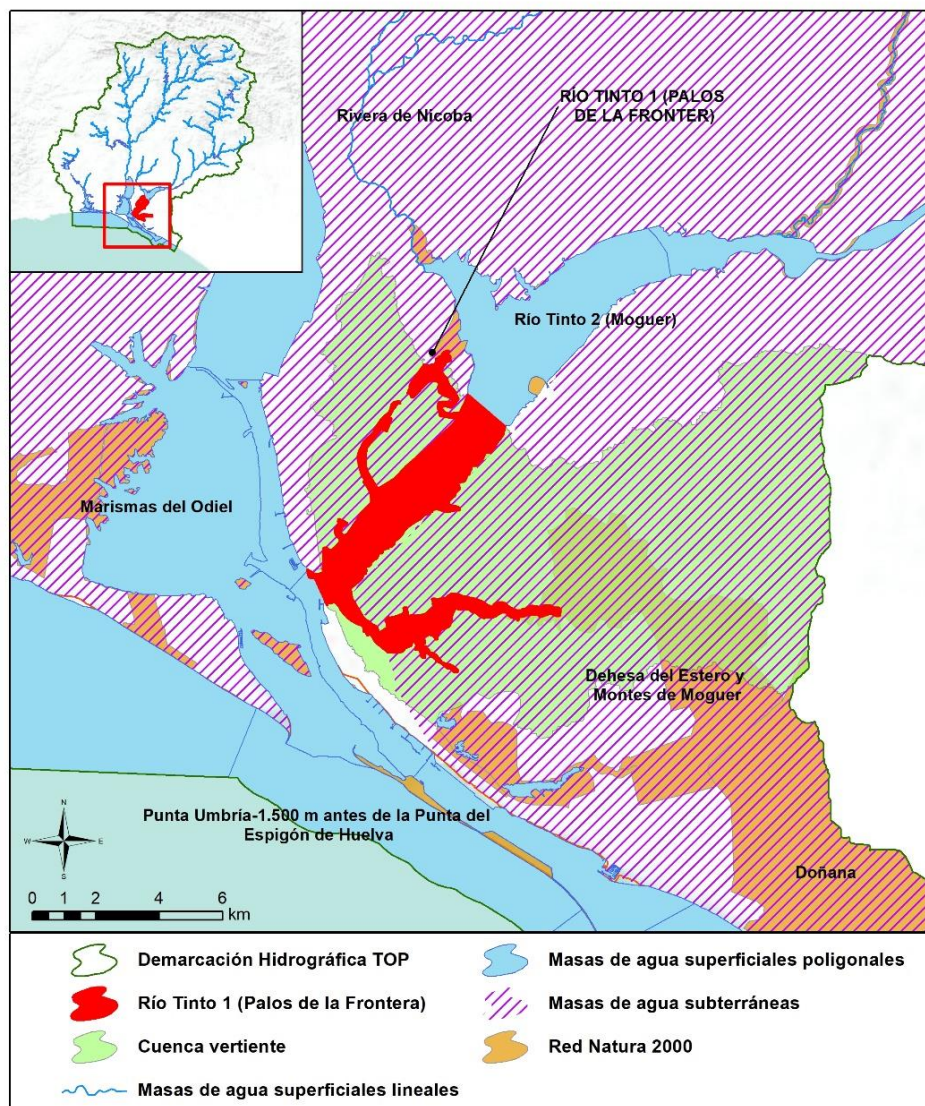 RÍO TINTO 1 (PALOS
DE LA FRONTER)
Rivera de Nicoba
Río Tinto 2 (Moguer)
Marismas del Odiel
Dehesa del Estero y
Montes de Moguer
Punta Umbría-1.500 m antes de la Punta del
Espigón de Huelva
Doñana
N
W
E
S
0 1 2 4 6
km
Demarcación Hidrográfica TOP
Masas de agua superficiales poligonales
Río Tinto 1 (Palos de la Frontera)
Masas de agua subterráneas
Cuenca vertiente
Red Natura 2000
Masas de agua superficiales lineales